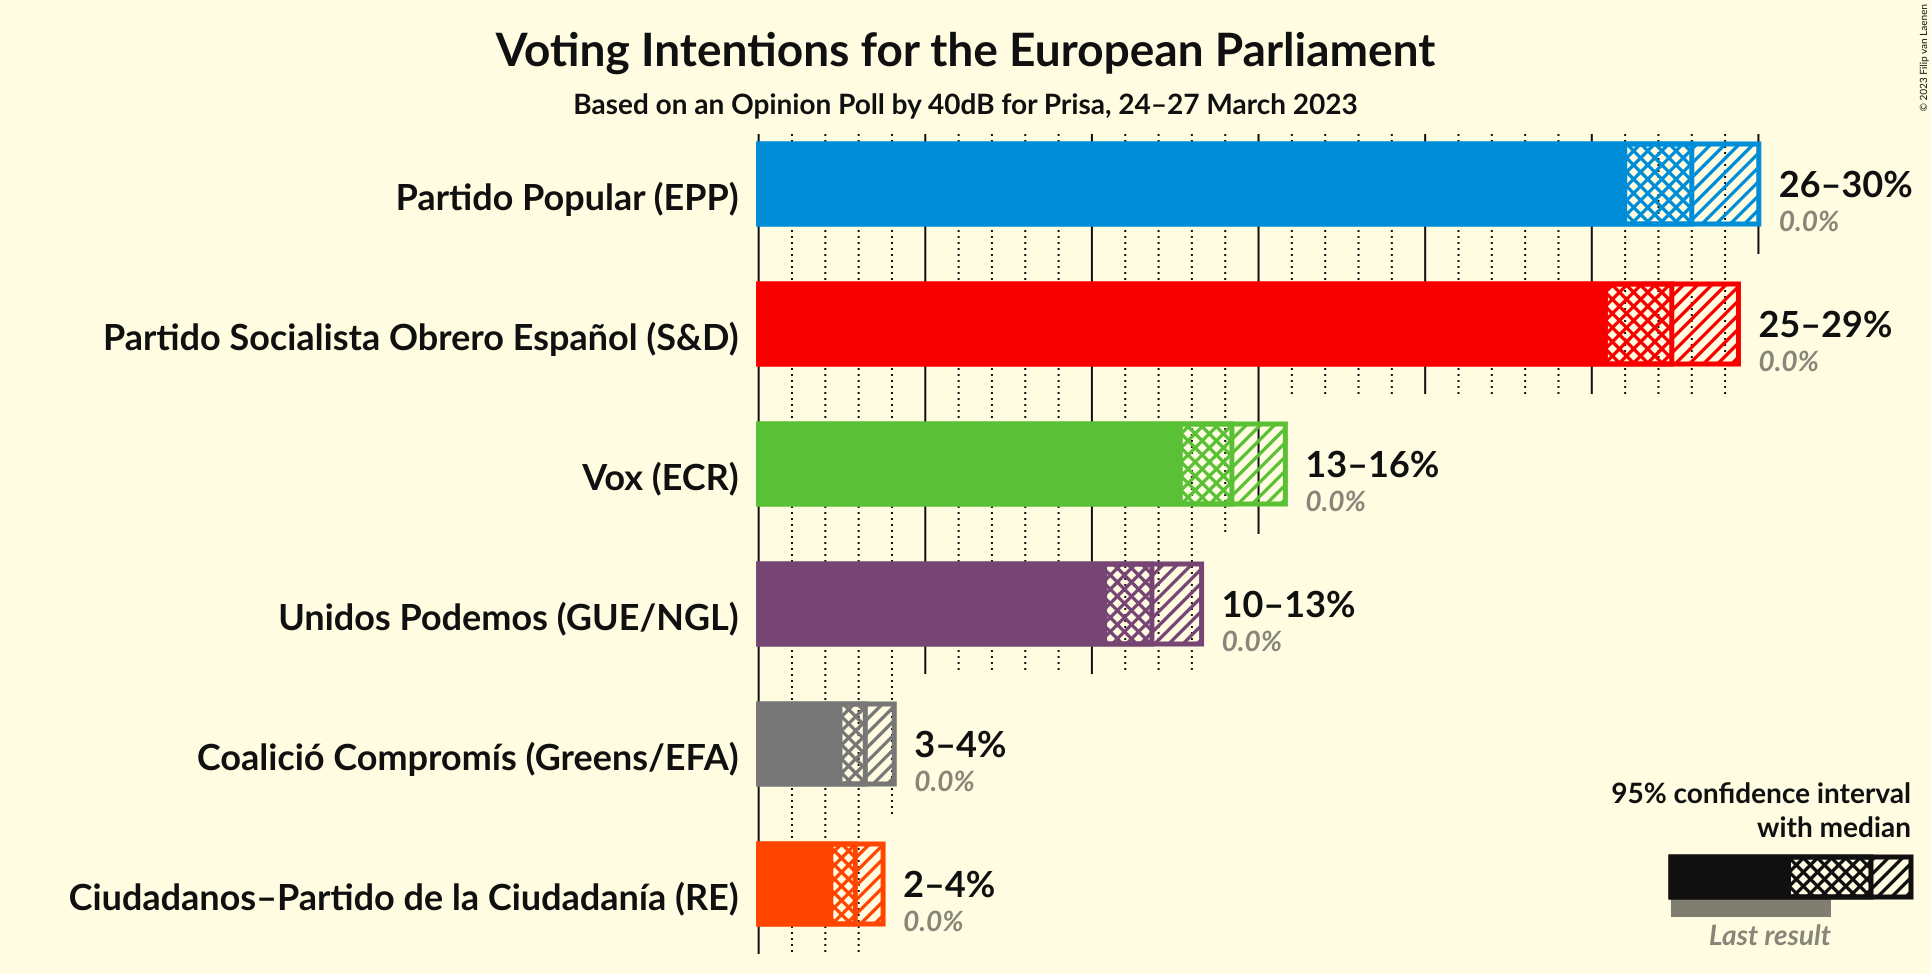 Voting Intentions for the European Parliament
Based on an Opinion Poll by 40dB for Prisa, 24–27 March 2023
© 2023 Filip van Laenen
Partido Popular (EPP)
26–30%
0.0%
Partido Socialista Obrero Español (S&D)
25–29%
0.0%
Vox (ECR)
13–16%
0.0%
Unidos Podemos (GUE/NGL)
10–13%
0.0%
Coalició Compromís (Greens/EFA)
3–4%
0.0%
Ciudadanos–Partido de la Ciudadanía (RE)
2–4%
0.0%
95% confidence interval
with median
Last result